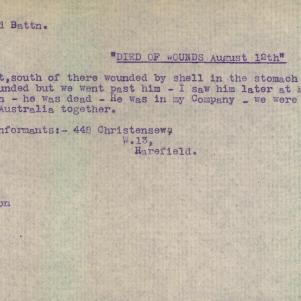 d Battn.
"DIED OF WOUNDS August 12th"
t,south of there wounded by shell in the stomach
unded but we went past him - I saw him later at M
n - he was dead - He was in my Company - we were
Australia together.
nformants:- 448 Christensew,
W.13,
Harefield.
on